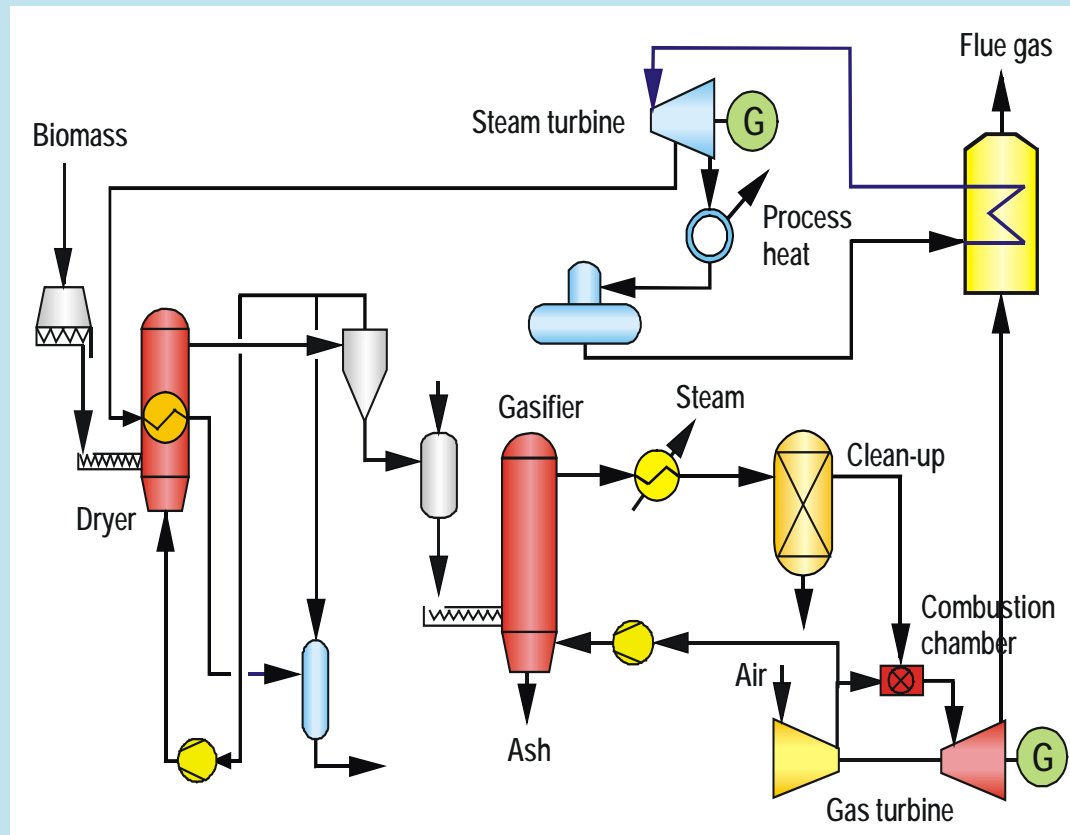 Flue gas
Steam turbine
G
Biomass
Process
heat
Gasifier
Steam
Clean-up
Dryer
Combustion
chamber
Air
Ash
G
Gas turbine